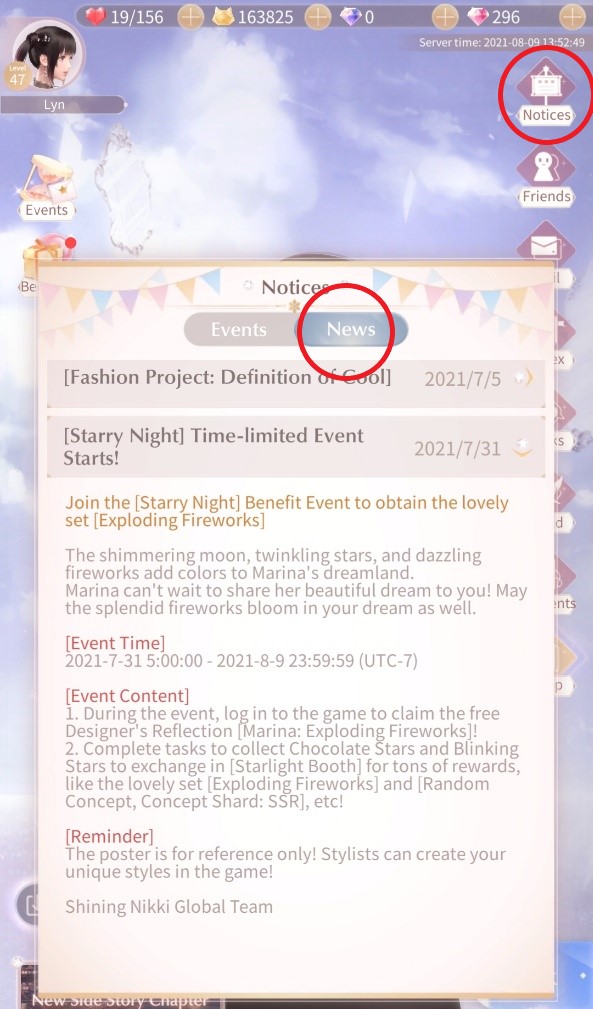 19/156
163825
0
296
Server time: 2021-08-09 13:52:49
Level
47
Lyn
Notices
Events
Friends
Be
l
Notices
Events
News
ex
[Fashion Project: Definition of Cool]
2021/7/5
[Starry Night] Time-limited Event
Starts!
2021/7/31
ks
Join the [Starry Night] Benefit Event to obtain the lovely
set [Exploding Fireworks]
d
The shimmering moon, twinkling stars, and dazzling
fireworks add colors to Marina's dreamland.
Marina can't wait to share her beautiful dream to you! May
the splendid fireworks bloom in your dream as well.
ents
[Event Time]
2021-7-31 5:00:00 - 2021-8-9 23:59:59 (UTC-7)
p
[Event Content]
1. During the event, log in to the game to claim the free
Designer's Reflection [Marina: Exploding Fireworks]!
2. Complete tasks to collect Chocolate Stars and Blinking
Stars to exchange in [Starlight Booth] for tons of rewards,
like the lovely set [Exploding Fireworks] and [Random
Concept, Concept Shard: SSR], etc!
[Reminder]
The poster is for reference only! Stylists can create your
unique styles in the game!
Shining Nikki Global Team
New Side Story Chapter